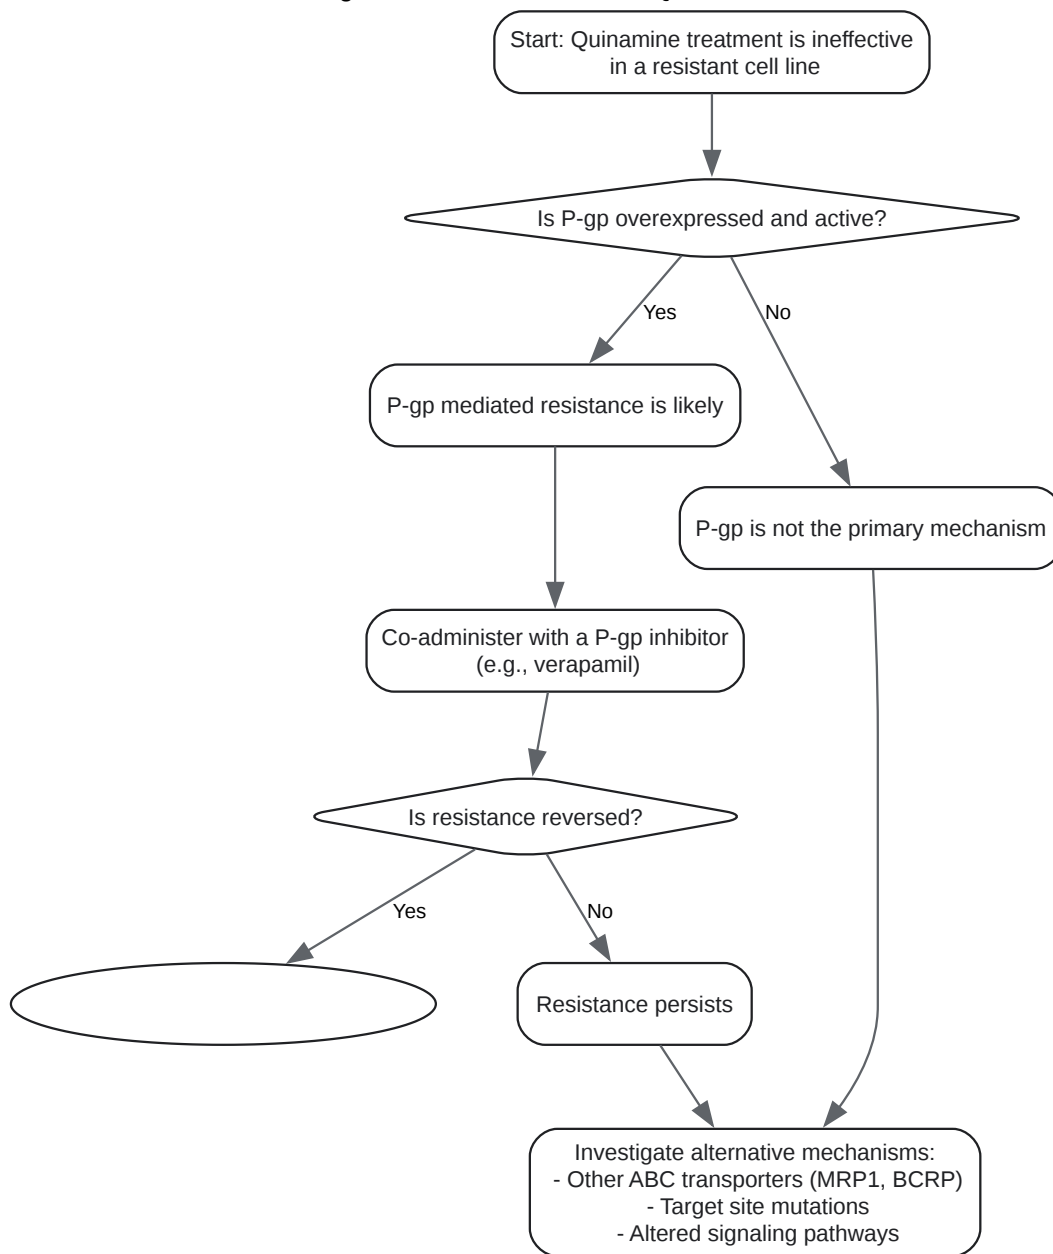 Start: Quinamine treatment is ineffective
in a resistant cell line
Is P-gp overexpressed and active?
Yes
No
P-gp mediated resistance is likely
P-gp is not the primary mechanism
Co-administer with a P-gp inhibitor
(e.g., verapamil)
Is resistance reversed?
Yes
No
Resistance persists
Investigate alternative mechanisms:
- Other ABC transporters (MRP1, BCRP)
- Target site mutations
- Altered signaling pathways